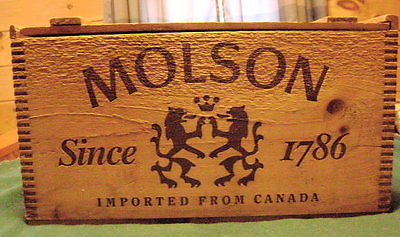 MOLSON
Since 1786
IMPORTED FROM CANADA